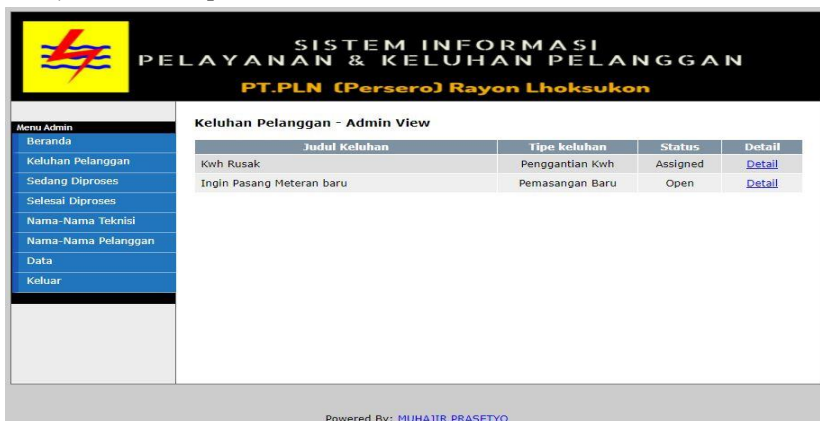 SISTEM INFORMASI
PELAYANAN & KELUHAN PELANGGAN
PT.PLN (Persero) Rayon Lhoksukon
Menu Admin
Beranda
Keluhan Pelanggan
Sedang Diproses
Selesai Diproses
Nama-Nama Teknisi
Nama-Nama Pelanggan
Data
Keluar
Keluhan Pelanggan - Admin View
Judul Keluhan Tipe keluhan Status Detail
Kwh Rusak Penggantian Kwh Assigned Detail
Ingin Pasang Meteran baru Pemasangan Baru Open Detail
Powered By: MUHAJIR PRASETYO